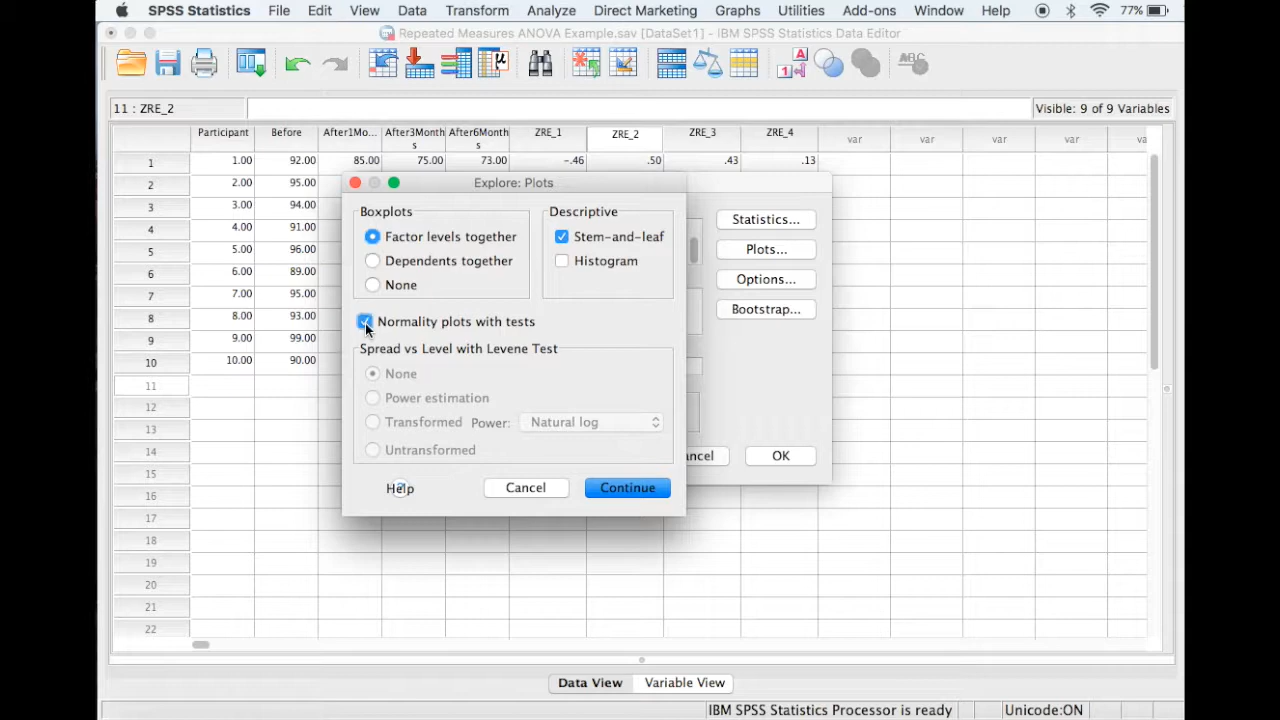 SPSS Statistics File Edit View Data Transform Analyze Direct Marketing Graphs Utilities Add-ons Window Help 77%
Repeated Measures ANOVA Example.sav [DataSet1] - IBM SPSS Statistics Data Editor
11 : ZRE_2 Visible: 9 of 9 Variables
Participant Before After1Mo... After3Months After6Months ZRE_1 ZRE_2 ZRE_3 ZRE_4 var var var var va
1 1.00 92.00 85.00 75.00 73.00 -.46 .50 .43 .13
2 2.00 95.00
3 3.00 94.00
4 4.00 91.00
5 5.00 96.00
6 6.00 89.00
7 7.00 95.00
8 8.00 93.00
9 9.00 99.00
10 10.00 90.00
11
12
13
14
15
16
17
18
19
20
21
22
Explore: Plots
Boxplots
Factor levels together
Dependents together
None
Descriptive
Stem-and-leaf
Histogram
Normality plots with tests
Spread vs Level with Levene Test
None
Power estimation
Transformed Power: Natural log
Untransformed
Help Cancel Continue
Statistics...
Plots...
Options...
Bootstrap...
ancel OK
Data View Variable View
IBM SPSS Statistics Processor is ready Unicode:ON